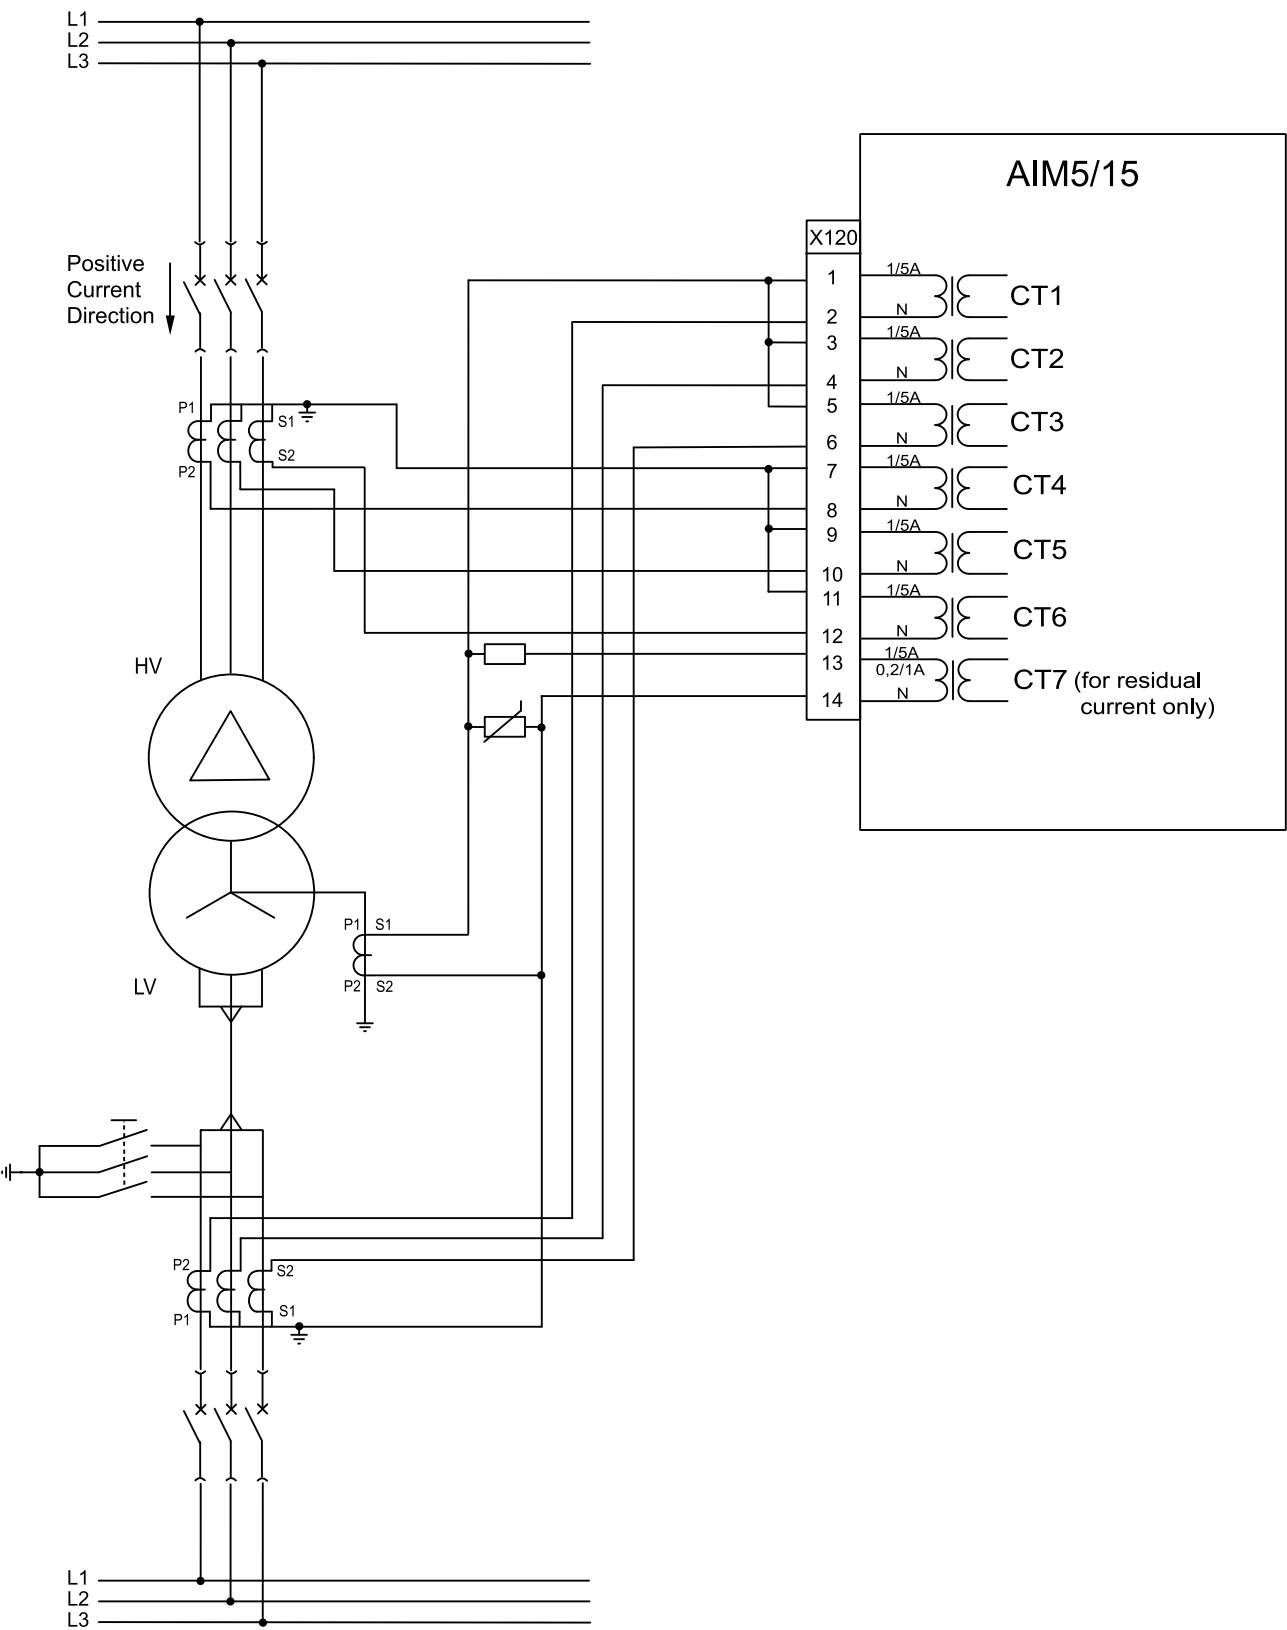 L1
L2
L3
AIM5/15
X120
Positive
Current
Direction
1
1/5A
CT1
2
N
3
1/5A
CT2
4
N
5
1/5A
CT3
6
N
7
1/5A
CT4
8
N
9
1/5A
CT5
10
N
11
1/5A
CT6
12
N
13
1/5A
0,2/1A
CT7 (for residual
current only)
14
N
P1
S1
S2
P2
HV
P1 S1
P2 S2
LV
P2
S2
S1
P1
L1
L2
L3